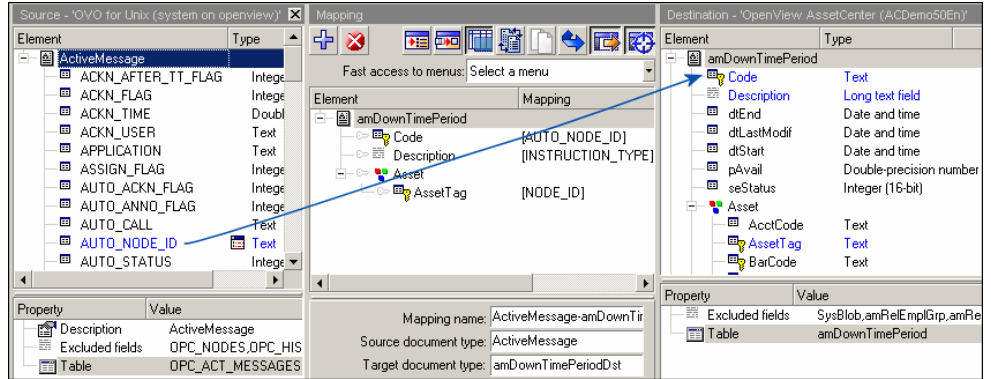 Source - 'OVO for Unix (system on openview)'
Element Type
ActiveMessage
ACKN_AFTER_TT_FLAG Intege
ACKN_FLAG Intege
ACKN_TIME Doubl
ACKN_USER Text
APPLICATION Text
ASSIGN_FLAG Intege
AUTO_ACKN_FLAG Intege
AUTO_ANNO_FLAG Intege
AUTO_CALL Text
AUTO_NODE_ID Text
AUTO_STATUS Intege
Property Value
Description ActiveMessage
Excluded fields OPC_NODES,OPC_HIS
Table OPC_ACT_MESSAGES
Mapping
Fast access to menus: Select a menu
Element Mapping
amDownTimePeriod
Code [AUTO_NODE_ID]
Description [INSTRUCTION_TYPE]
Asset
AssetTag [NODE_ID]
Mapping name: ActiveMessage-amDownTir
Source document type: ActiveMessage
Target document type: amDownTimePeriodDst
Destination - 'OpenView AssetCenter (ACDemo50En)'
Element Type
amDownTimePeriod
Code Text
Description Long text field
dtEnd Date and time
dtLastModif Date and time
dtStart Date and time
pAvail Double-precision number
seStatus Integer (16-bit)
Asset
AcctCode Text
AssetTag Text
BarCode Text
Property Value
Excluded fields SysBlob,amRelEmplGrp,amRe
Table amDownTimePeriod